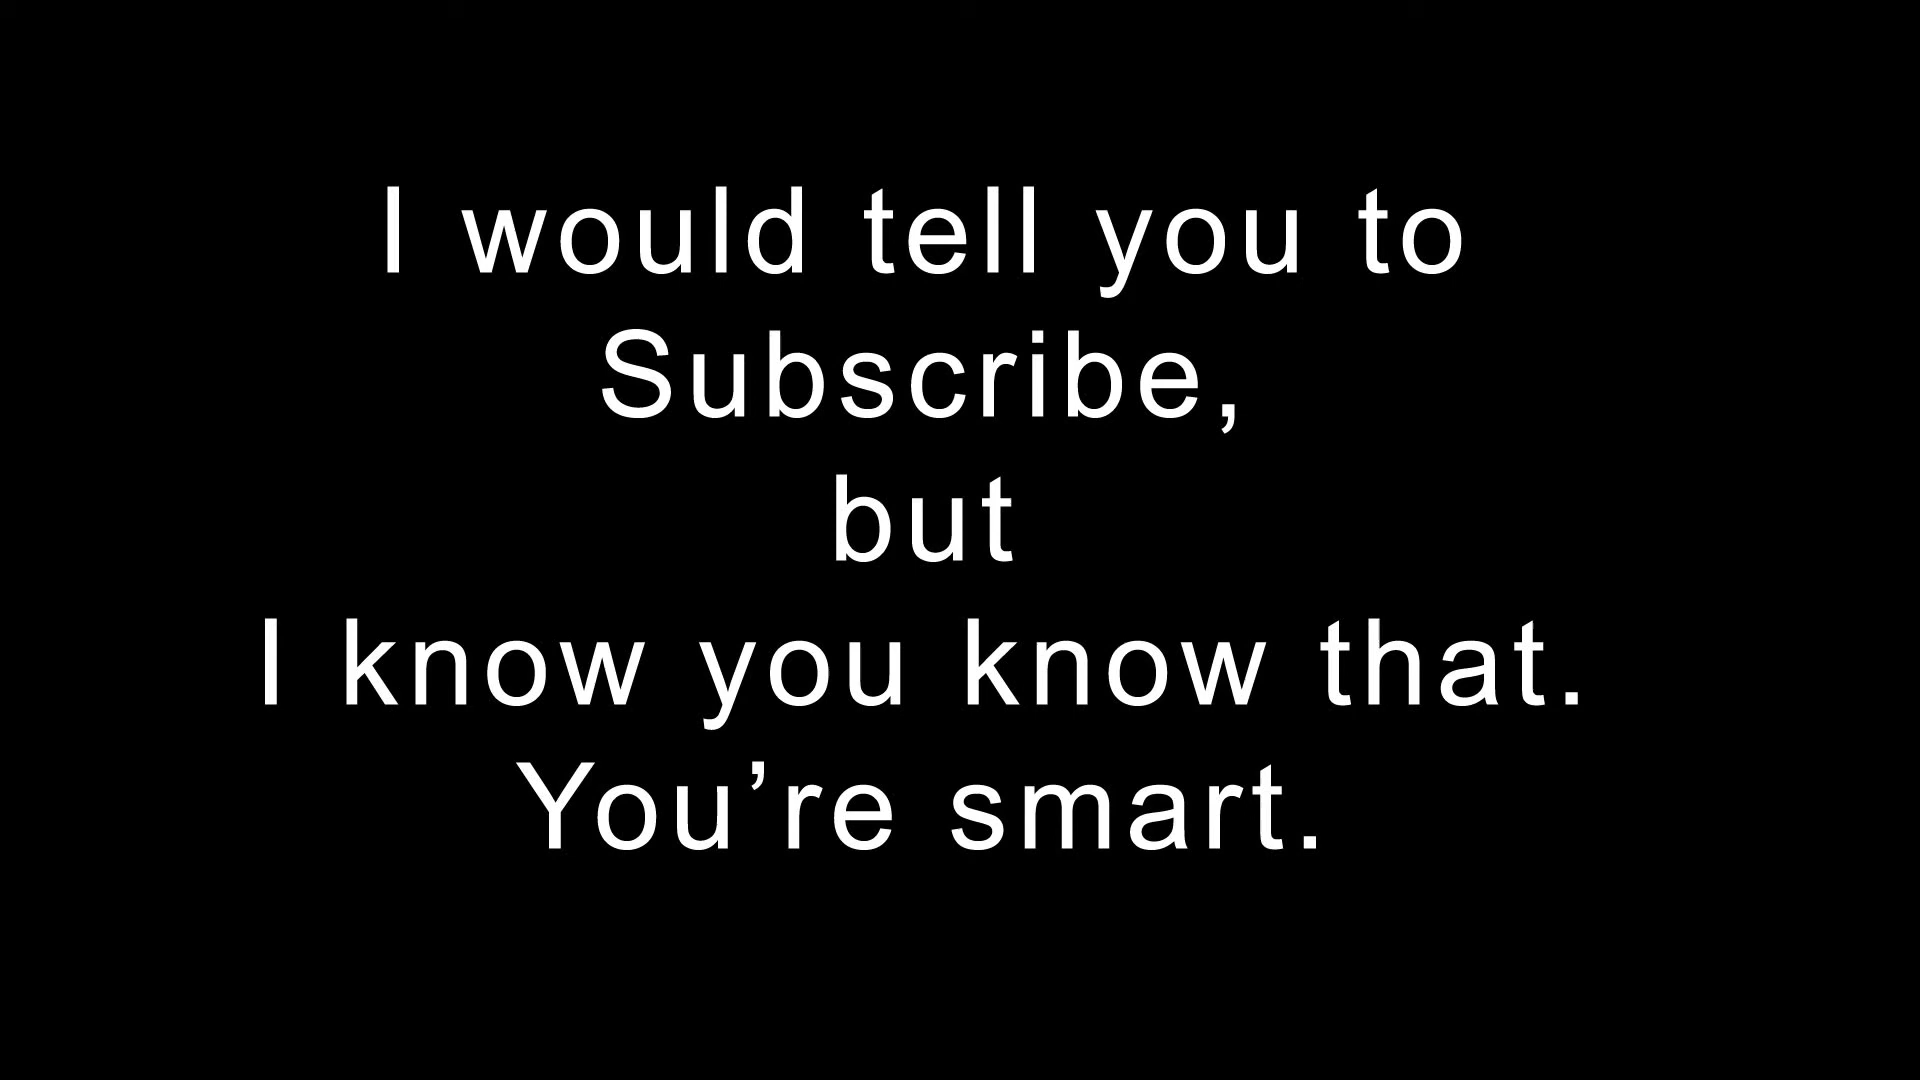 I would tell you to
Subscribe,
but
I know you know that.
You’re smart.